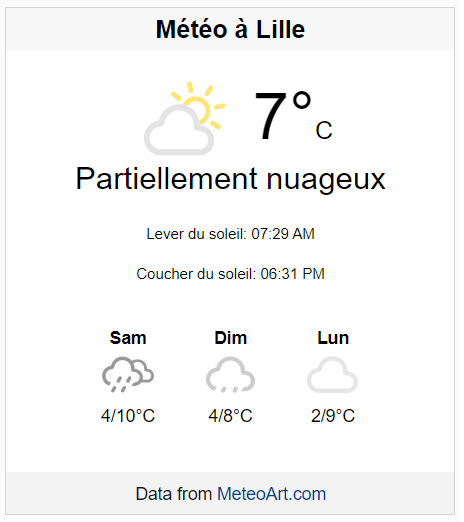 Météo à Lille
7°C
Partiellement nuageux
Lever du soleil: 07:29 AM
Coucher du soleil: 06:31 PM
Sam Dim Lun
4/10°C 4/8°C 2/9°C
Data from MeteoArt.com